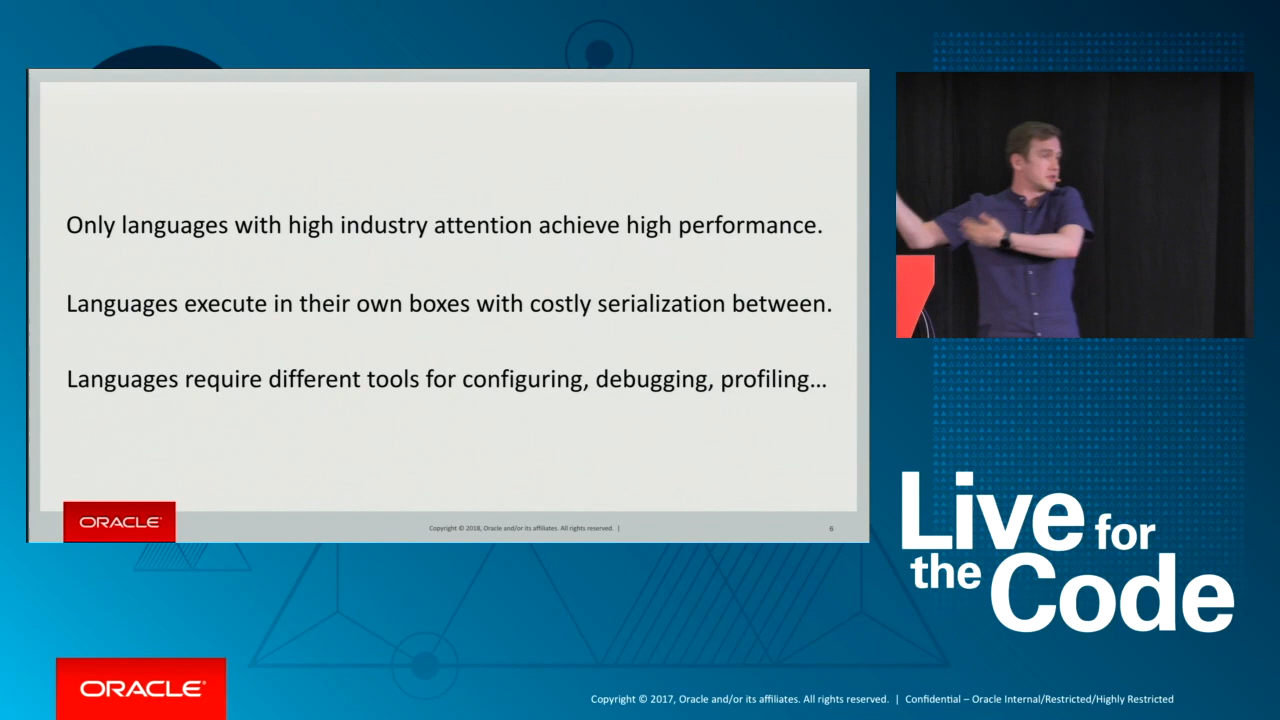 Only languages with high industry attention achieve high performance.
Languages execute in their own boxes with costly serialization between.
Languages require different tools for configuring, debugging, profiling...
ORACLE
Copyright © 2018, Oracle and/or its affiliates. All rights reserved. |
6
Live for
the Code
ORACLE
Copyright © 2017, Oracle and/or its affiliates. All rights reserved. | Confidential – Oracle Internal/Restricted/Highly Restricted